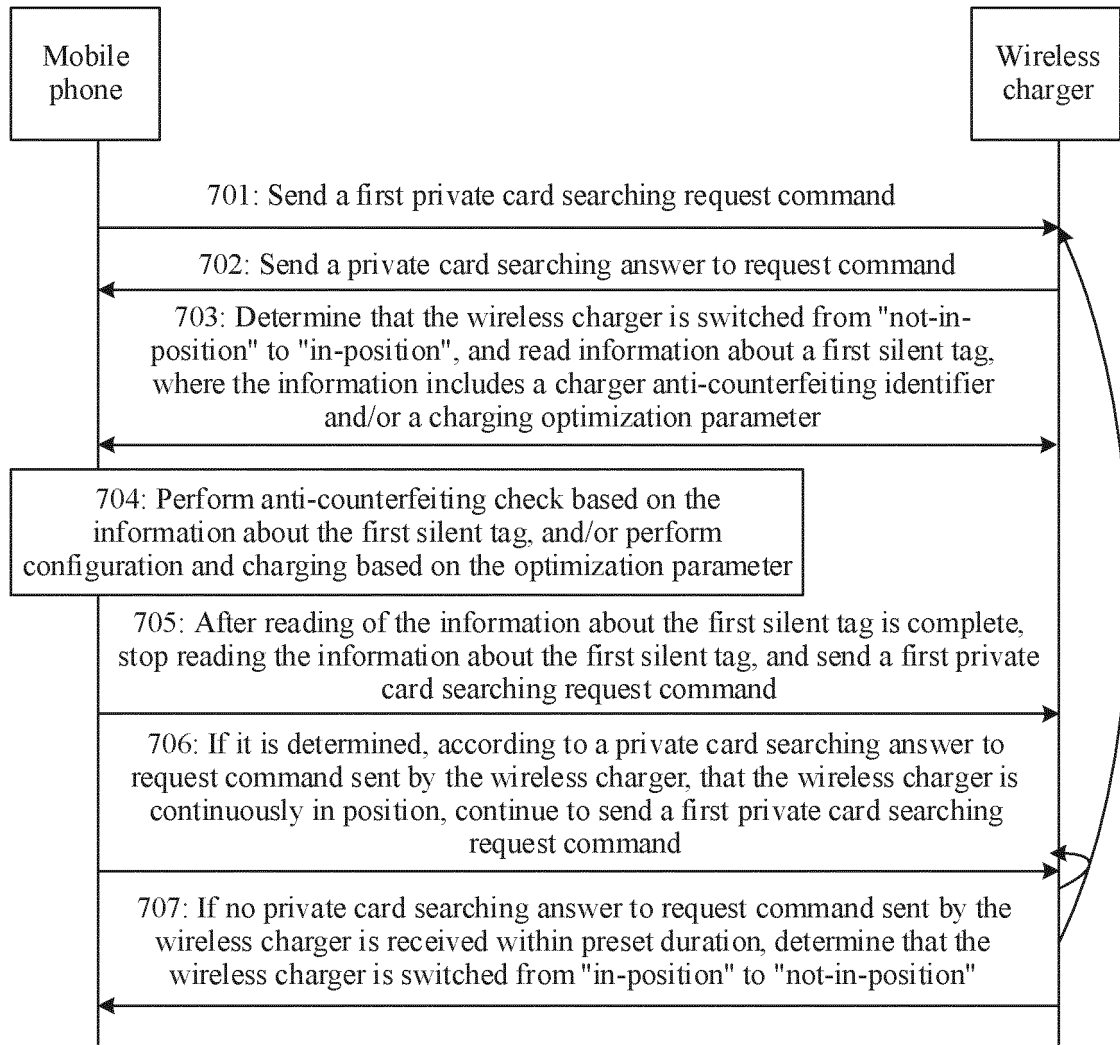 Mobile
phone
Wireless
charger
701: Send a first private card searching request command
702: Send a private card searching answer to request command
703: Determine that the wireless charger is switched from "not-in-
position" to "in-position", and read information about a first silent tag,
where the information includes a charger anti-counterfeiting identifier
and/or a charging optimization parameter
704: Perform anti-counterfeiting check based on the
information about the first silent tag, and/or perform
configuration and charging based on the optimization parameter
705: After reading of the information about the first silent tag is complete,
stop reading the information about the first silent tag, and send a first private
card searching request command
706: If it is determined, according to a private card searching answer to
request command sent by the wireless charger, that the wireless charger is
continuously in position, continue to send a first private card searching
request command
707: If no private card searching answer to request command sent by the
wireless charger is received within preset duration, determine that the
wireless charger is switched from "in-position" to "not-in-position"